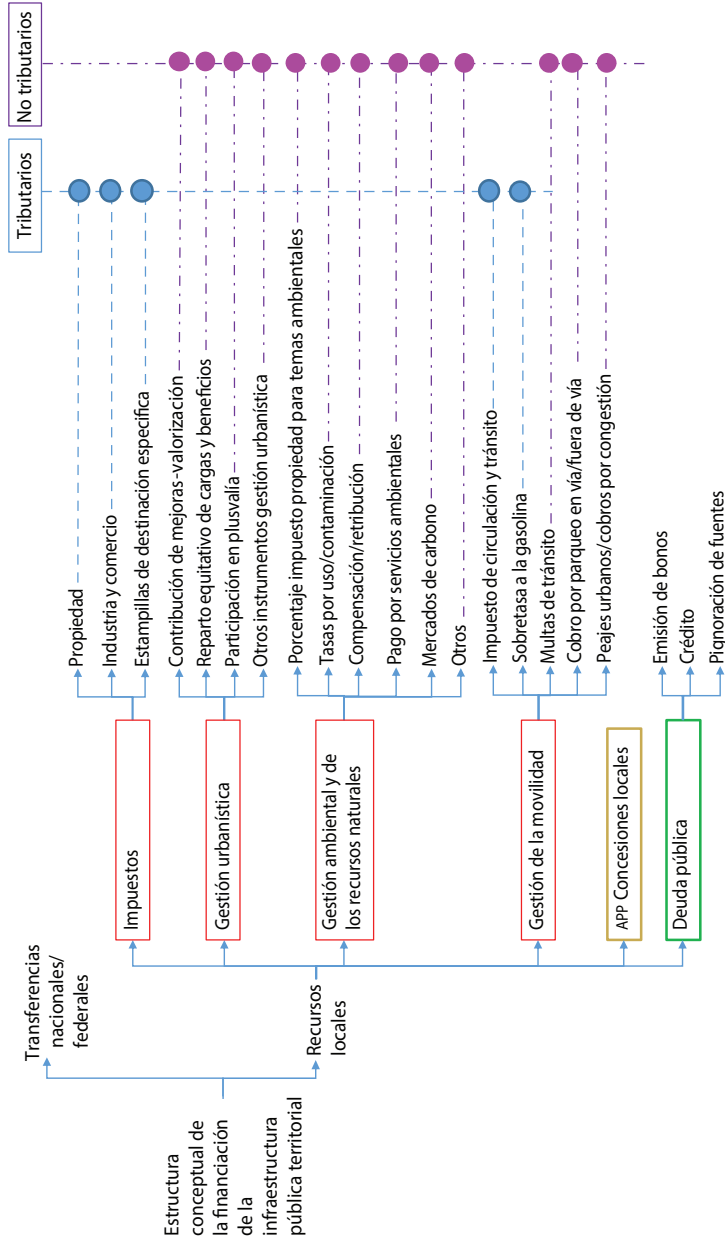 Tributarios
No tributarios
Estructura
conceptual de
la financiación
de la
infraestructura
pública territorial
Transferencias
nacionales/
federales
Recursos
locales
Impuestos
Propiedad
Industria y comercio
Estampillas de destinación especifica
Gestión urbanística
Contribución de mejoras-valorización
Reparto equitativo de cargas y beneficios
Participación en plusvalía
Otros instrumentos gestión urbanística
Gestión ambiental y de
los recursos naturales
Porcentaje impuesto propiedad para temas ambientales
Tasas por uso/contaminación
Compensación/retribución
Pago por servicios ambientales
Mercados de carbono
Otros
Gestión de la movilidad
Impuesto de circulación y tránsito
Sobretasa a la gasolina
Multas de tránsito
Cobro por parqueo en vía/fuera de vía
Peajes urbanos/cobros por congestión
APP Concesiones locales
Deuda pública
Emisión de bonos
Crédito
Pignoración de fuentes